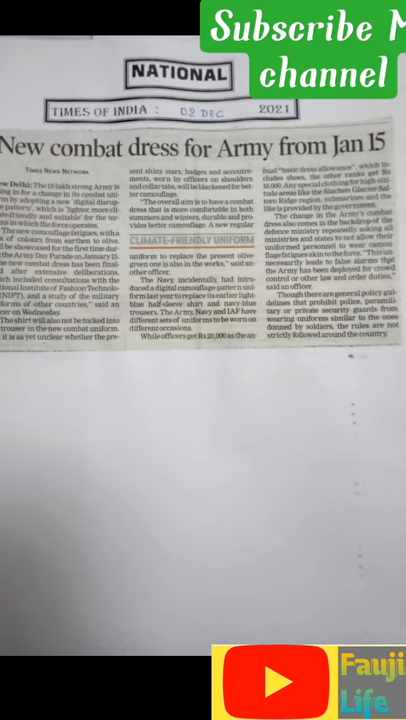 Subscribe M
channel
NATIONAL
TIMES OF INDIA : 02 DEC 2021
New combat dress for Army from Jan 15
TIMES NEWS NETWORK
ew Delhi: The 13-lakh strong Army is
ing in for a change in its combat uni-
rm by adopting a new 'digital disrup-
e pattern', which is 'lighter, more cli-
te-friendly and suitable' for the ter-
ns in which the force operates.
The new camouflage fatigues, with a
x of colours from earthen to olive,
l be showcased for the first time dur-
the Army Day Parade on January 15.
he new combat dress has been final-
d after extensive deliberations,
ch included consultations with the
tional Institute of Fashion Technolo-
(NIFT), and a study of the military
forms of other countries," said an
cer on Wednesday.
The shirt will also not be tucked into
trouser in the new combat uniform.
it is as yet unclear whether the pre-
sent shiny stars, badges and accoutre-
ments, worn by officers on shoulders
and collar tabs, will be blackened for bet-
ter camouflage.
"The overall aim is to have a combat
dress that is more comfortable in both
summers and winters, durable and pro-
vides better camouflage. A new regular
CLIMATE-FRIENDLY UNIFORM
uniform to replace the present olive-
green one is also in the works," said an-
other officer.
The Navy, incidentally, had intro-
duced a digital camouflage pattern uni-
form last year to replace its earlier light-
blue half-sleeve shirt and navy-blue
trousers. The Army, Navy and IAF have
different sets of uniforms to be worn on
different occasions.
While officers get Rs 20,000 as the an-
nual "basic dress allowance", which in-
cludes shoes, the other ranks get Rs
10,000. Any special clothing for high-alti-
tude areas like the Siachen Glacier-Sal-
toro Ridge region, submarines and the
like is provided by the government.
The change in the Army's combat
dress also comes in the backdrop of the
defence ministry repeatedly asking all
ministries and states to not allow their
uniformed personnel to wear camou-
flage fatigues akin to the force. "This un-
necessarily leads to false alarms that
the Army has been deployed for crowd
control or other law and order duties,"
said an officer.
Though there are general policy gui-
delines that prohibit police, paramili-
tary or private security guards from
wearing uniforms similar to the ones
donned by soldiers, the rules are not
strictly followed around the country.
Fauji
Life